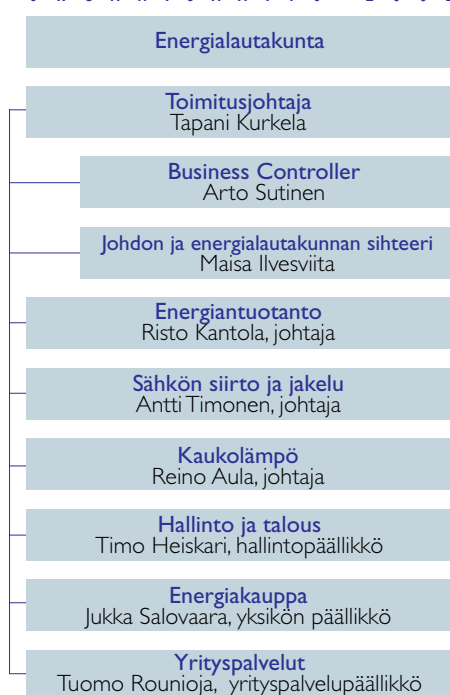 Energialautakunta
Toimitusjohtaja
Tapani Kurkela
Business Controller
Arto Sutinen
Johdon ja energialautakunnan sihteeri
Maisa Ilvesviita
Energiantuotanto
Risto Kantola, johtaja
Sähkön siirto ja jakelu
Antti Timonen, johtaja
Kaukolämpö
Reino Aula, johtaja
Hallinto ja talous
Timo Heiskari, hallintopäällikkö
Energiakauppa
Jukka Salovaara, yksikön päällikkö
Yrityspalvelut
Tuomo Rounioja, yrityspalvelupäällikkö